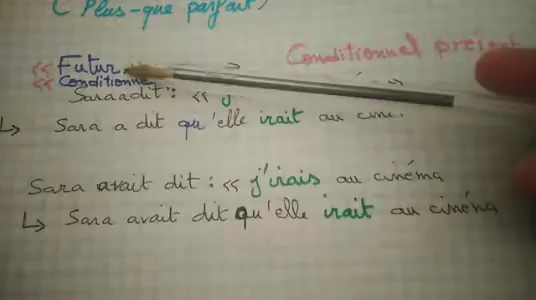 ( Plus-que parfait)
<< Futur → Conditionnel présent
<< Conditionne
Sara a dit : << j
↳ Sara a dit qu'elle irait au
Sara avait dit : << j'irais au cinéma
↳ Sara avait dit qu'elle irait au cinéma